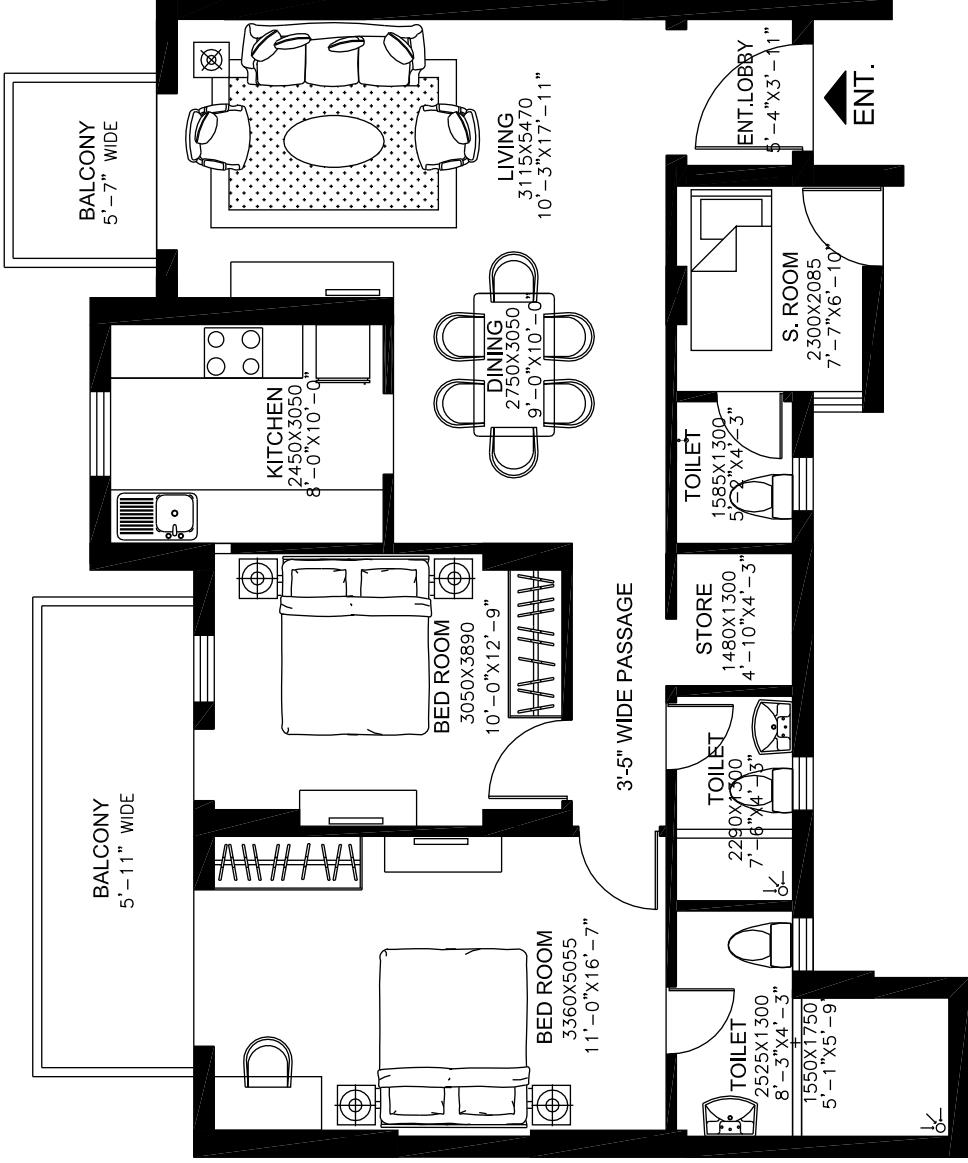 BALCONY
5'-7" WIDE
LIVING
3115X5470
10'-3"X17'-11"
ENT.LOBBY
5'-4"X3'-11"
ENT.
KITCHEN
2450X3050
8'-0"X10'-0"
DINING
2750X3050
9'-0"X10'-0"
S. ROOM
2300X2085
7'-7"X6'-10"
TOILET
1585X1300
5'-2"X4'-3"
BALCONY
5'-11" WIDE
BED ROOM
3050X3890
10'-0"X12'-9"
3'-5" WIDE PASSAGE
STORE
1480X1300
4'-10"X4'-3"
TOILET
2290X1300
7'-6"X4'-3"
BED ROOM
3360X5055
11'-0"X16'-7"
TOILET
2525X1300
8'-3"X4'-3"
+
1550X1750
5'-1"X5'-9"